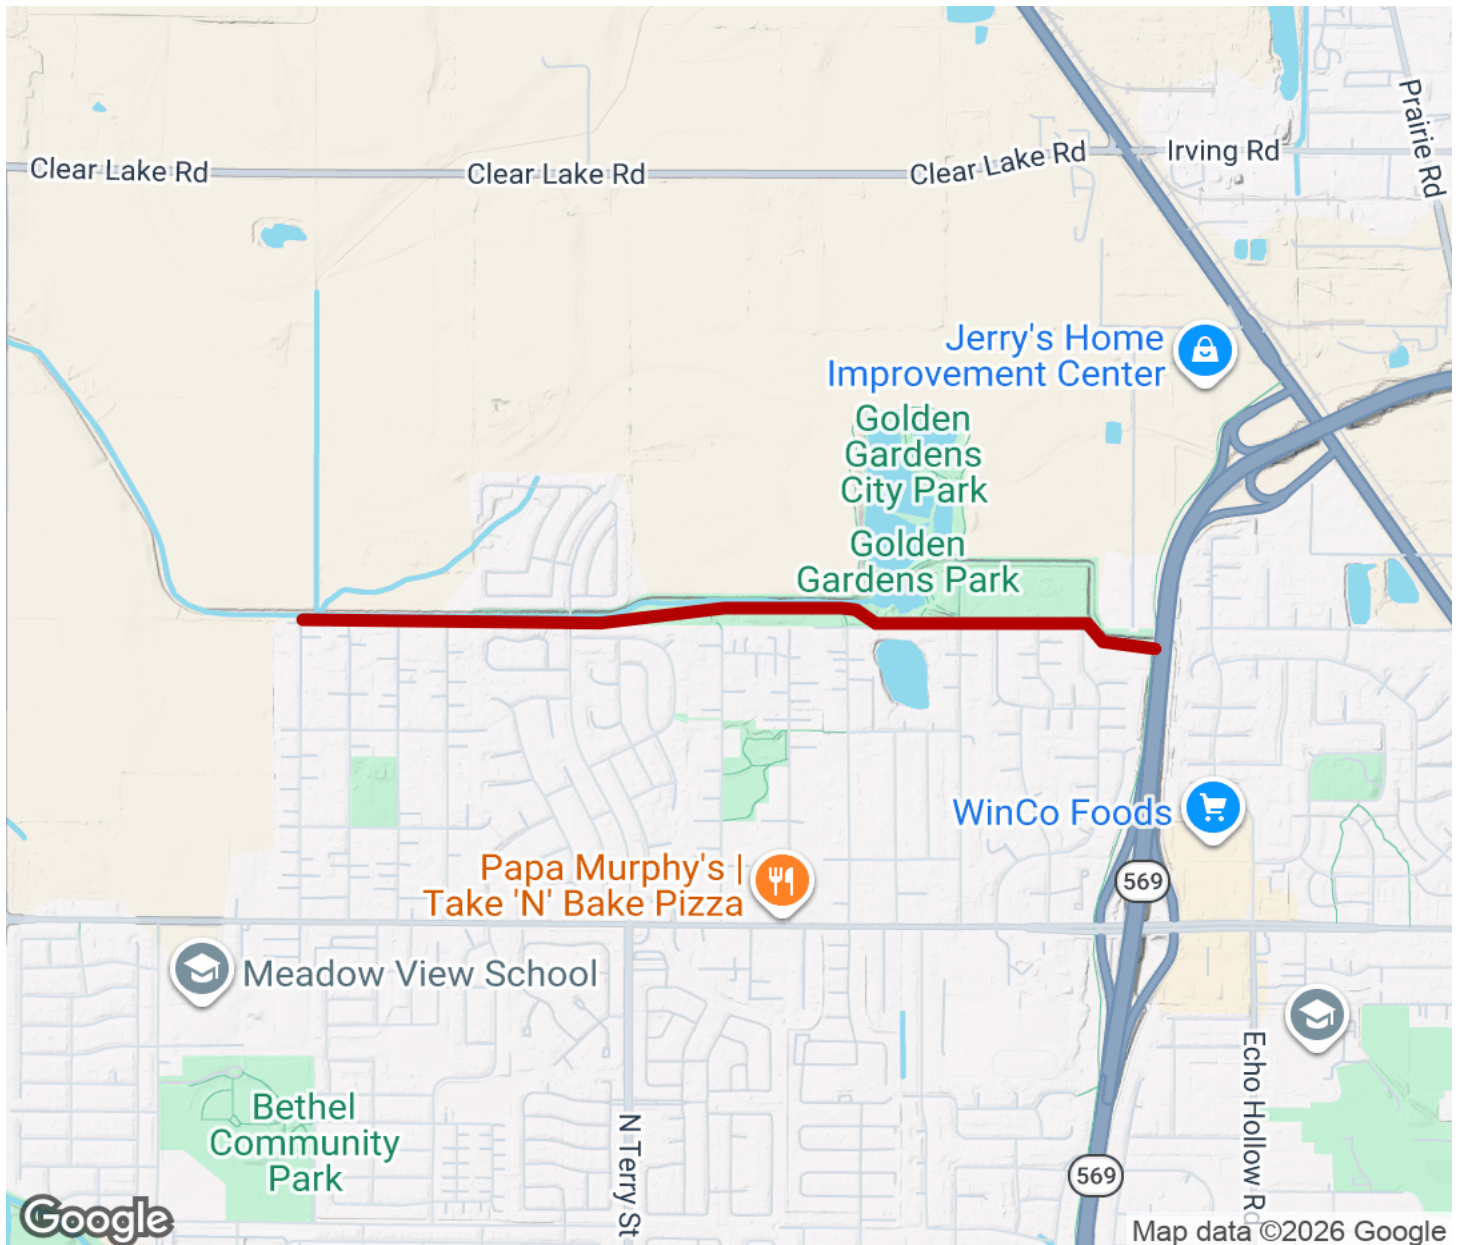 Clear Lake Rd
Clear Lake Rd
Clear Lake Rd
Irving Rd
Prairie Rd
Jerry's Home
Improvement Center
Golden
Gardens
City Park
Golden
Gardens Park
WinCo Foods
Papa Murphy's |
Take 'N' Bake Pizza
569
Meadow View School
Echo Hollow Rd
Bethel
Community
Park
N Terry St
569
Google
Map data ©2026 Google